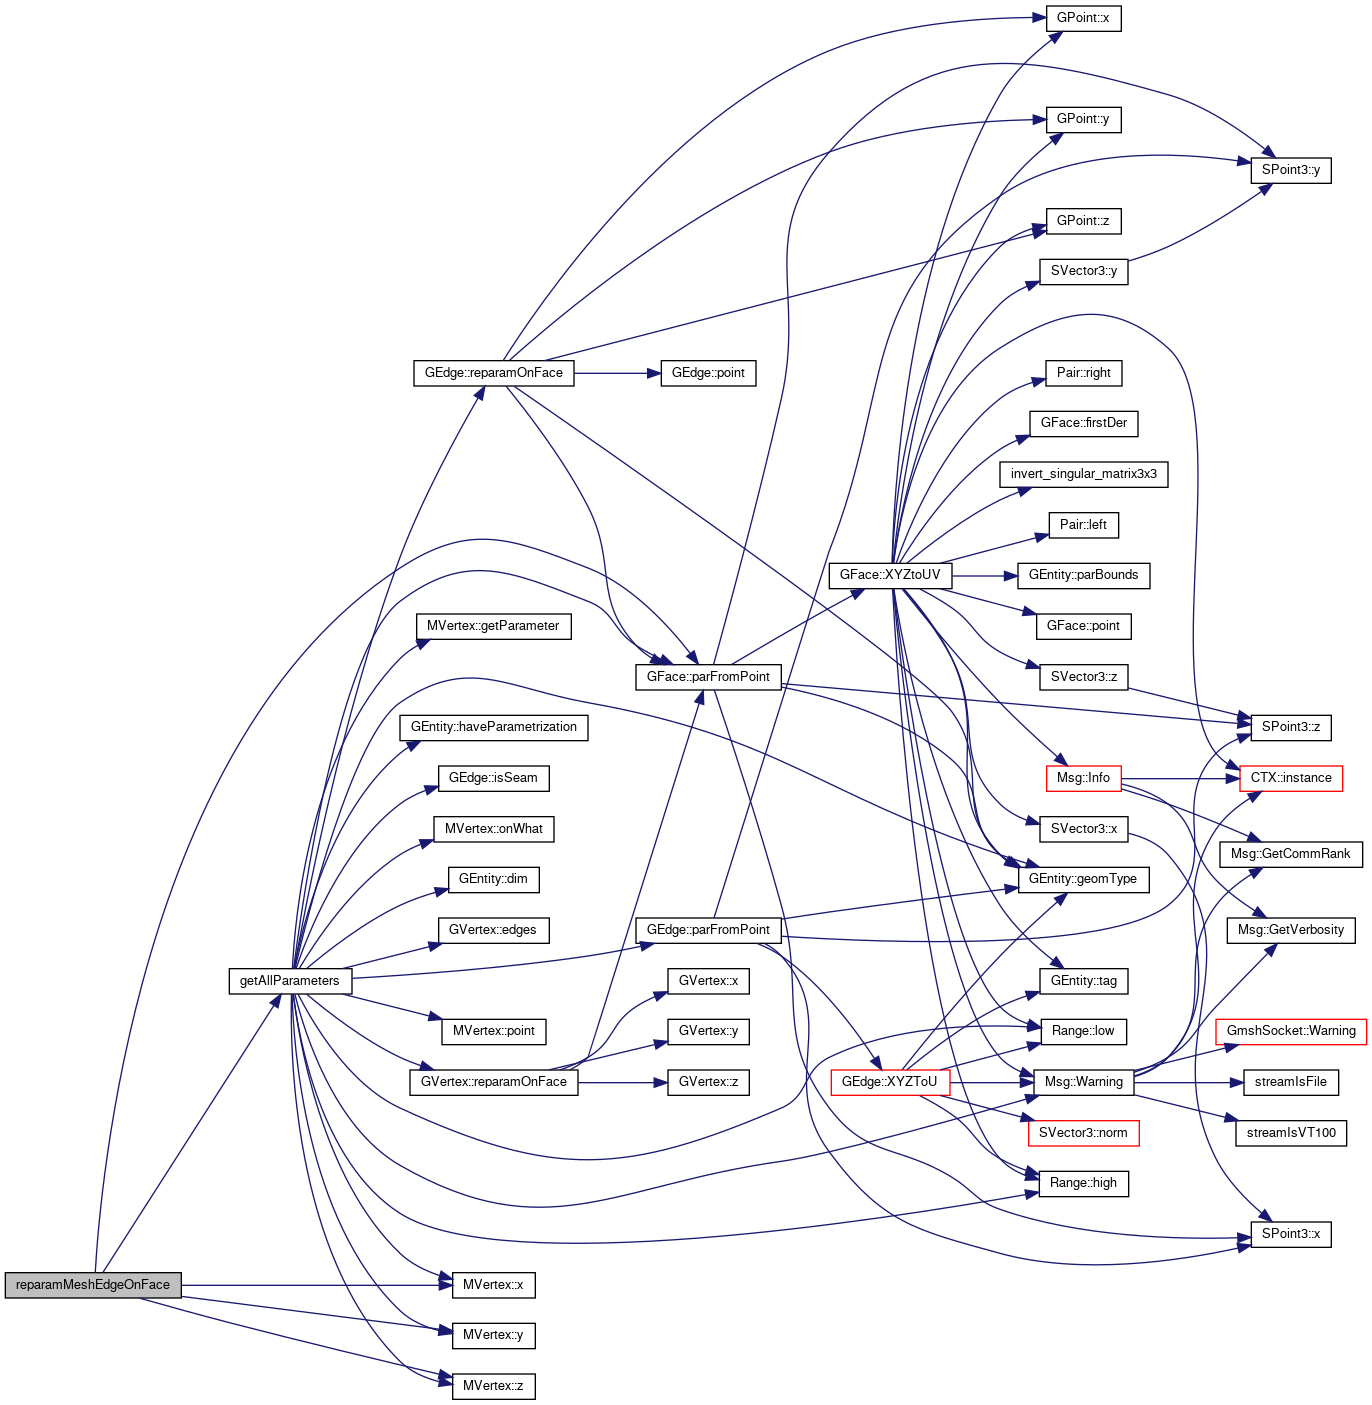 GPoint::x
GPoint::y
SPoint3::y
GPoint::z
SVector3::y
GEdge::reparamOnFace
GEdge::point
Pair::right
GFace::firstDer
invert_singular_matrix3x3
Pair::left
GFace::XYZtoUV
GEntity::parBounds
MVertex::getParameter
GFace::point
GFace::parFromPoint
SVector3::z
GEntity::haveParametrization
SPoint3::z
GEdge::isSeam
Msg::Info
CTX::instance
MVertex::onWhat
SVector3::x
Msg::GetCommRank
GEntity::dim
GEntity::geomType
GVertex::edges
GEdge::parFromPoint
Msg::GetVerbosity
getAllParameters
GVertex::x
GEntity::tag
MVertex::point
GVertex::y
Range::low
GmshSocket::Warning
GVertex::reparamOnFace
GVertex::z
GEdge::XYZToU
Msg::Warning
streamIsFile
SVector3::norm
streamIsVT100
Range::high
SPoint3::x
reparamMeshEdgeOnFace
MVertex::x
MVertex::y
MVertex::z